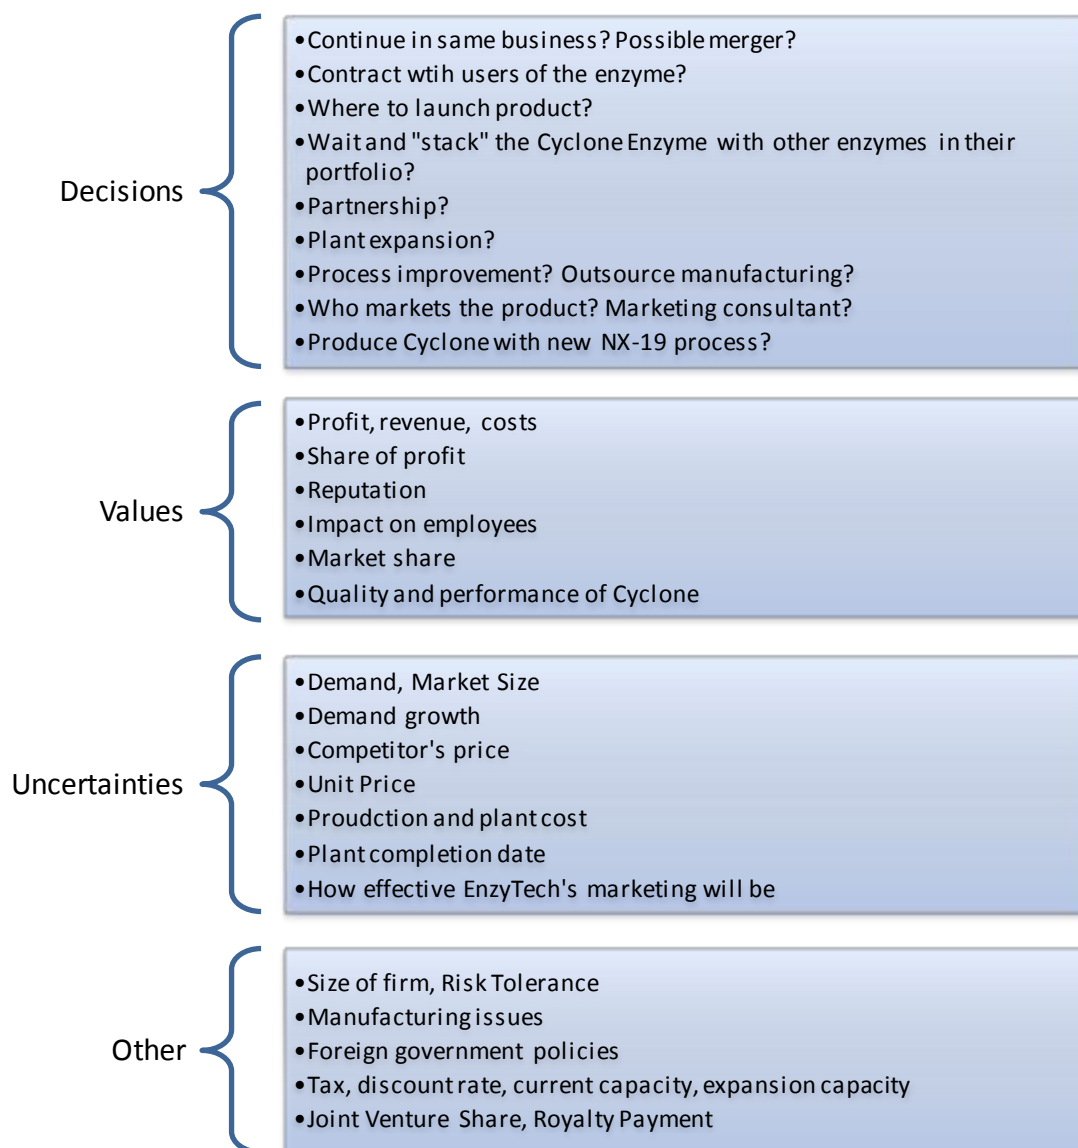 Decisions
•Continue in same business? Possible merger?
•Contract wtih users of the enzyme?
•Where to launch product?
•Wait and "stack" the Cyclone Enzyme with other enzymes in their
portfolio?
•Partnership?
•Plant expansion?
•Process improvement? Outsource manufacturing?
•Who markets the product? Marketing consultant?
•Produce Cyclone with new NX-19 process?
Values
•Profit, revenue, costs
•Share of profit
•Reputation
•Impact on employees
•Market share
•Quality and performance of Cyclone
Uncertainties
•Demand, Market Size
•Demand growth
•Competitor's price
•Unit Price
•Proudction and plant cost
•Plant completion date
•How effective EnzyTech's marketing will be
Other
•Size of firm, Risk Tolerance
•Manufacturing issues
•Foreign government policies
•Tax, discount rate, current capacity, expansion capacity
•Joint Venture Share, Royalty Payment